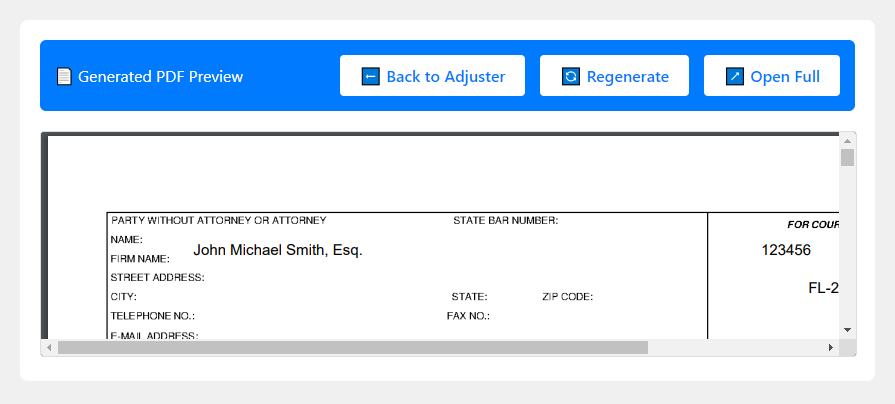 Generated PDF Preview
Back to Adjuster
Regenerate
Open Full
PARTY WITHOUT ATTORNEY OR ATTORNEY STATE BAR NUMBER:
FOR COUR
NAME:
John Michael Smith, Esq.
123456
FIRM NAME:
STREET ADDRESS:
FL-2
CITY: STATE: ZIP CODE:
TELEPHONE NO.: FAX NO.:
E-MAIL ADDRESS: